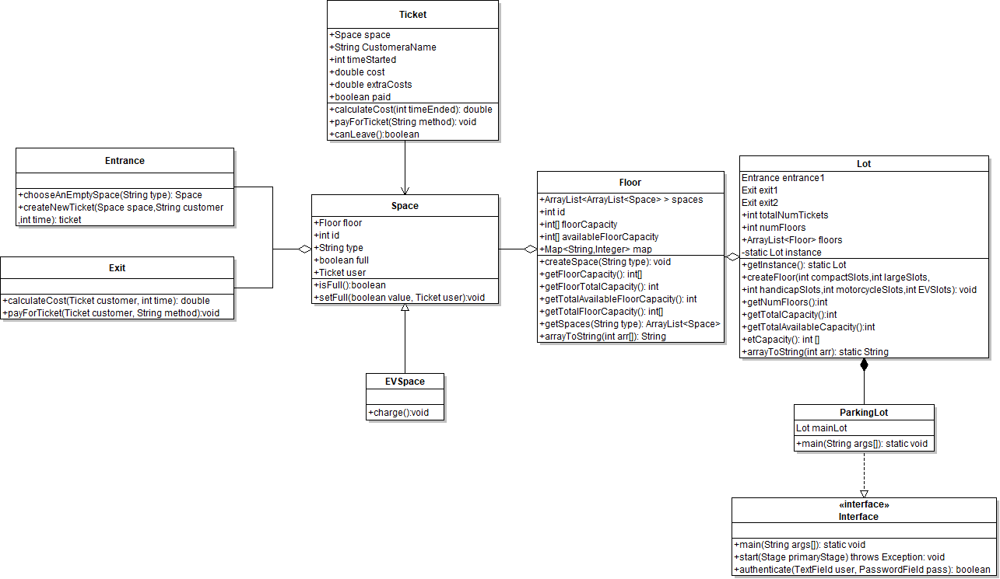 Ticket
+Space space
+String CustomeraName
+int timeStarted
+double cost
+double extraCosts
+boolean paid
+calculateCost(int timeEnded): double
+payForTicket(String method): void
+canLeave():boolean
Entrance
+chooseAnEmptySpace(String type): Space
+createNewTicket(Space space,String customer
,int time): ticket
Exit
+calculateCost(Ticket customer, int time): double
+payForTicket(Ticket customer, String method):void
Space
+Floor floor
+int id
+String type
+boolean full
+Ticket user
+isFull():boolean
+setFull(boolean value, Ticket user):void
EVSpace
+charge():void
Floor
+ArrayList<ArrayList<Space> > spaces
+int id
+int[] floorCapacity
+int[] availableFloorCapacity
+Map<String,Integer> map
+createSpace(String type): void
+getFloorCapacity(): int[]
+getFloorTotalCapacity(): int
+getTotalAvailableFloorCapacity(): int
+getTotalFloorCapacity(): int[]
+getSpaces(String type): ArrayList<Space>
+arrayToString(int arr[]): String
Lot
Entrance entrance1
Exit exit1
Exit exit2
+int totalNumTickets
+int numFloors
+ArrayList<Floor> floors
-static Lot instance
+getInstance(): static Lot
+createFloor(int compactSlots,int largeSlots,
+int handicapSlots,int motorcycleSlots,int EVSlots): void
+getNumFloors():int
+getTotalCapacity():int
+getTotalAvailableCapacity():int
+etCapacity(): int []
+arrayToString(int arr): static String
ParkingLot
Lot mainLot
+main(String args[]): static void
«interface»
Interface
+main(String args[]): static void
+start(Stage primaryStage) throws Exception: void
+authenticate(TextField user, PasswordField pass): boolean